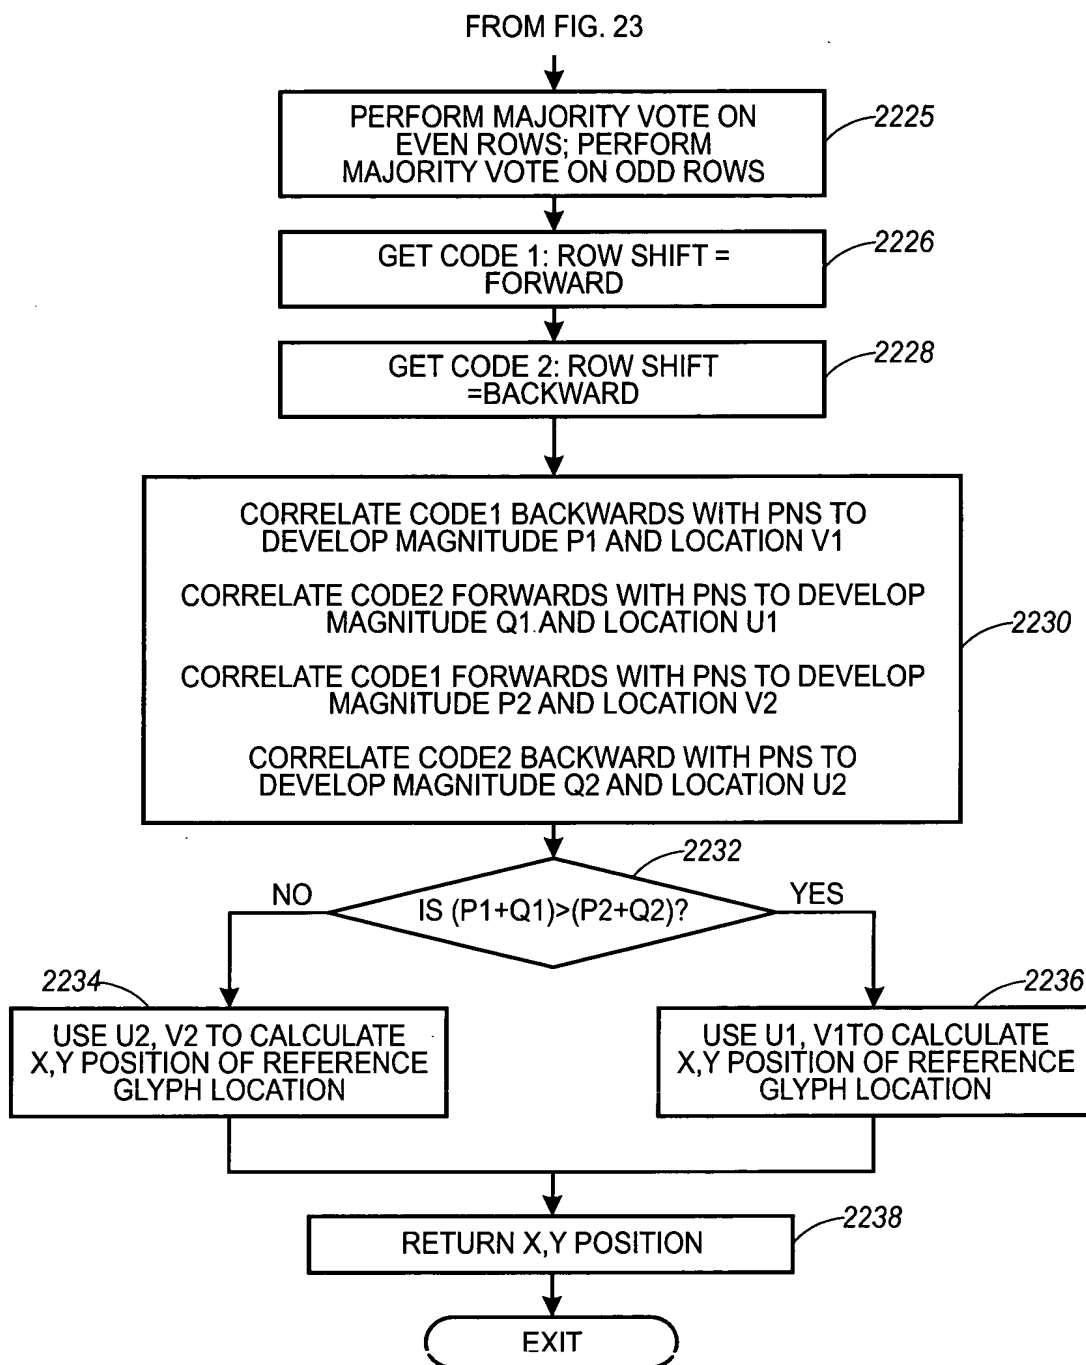 FROM FIG. 23
PERFORM MAJORITY VOTE ON
EVEN ROWS; PERFORM
MAJORITY VOTE ON ODD ROWS
2225
GET CODE 1: ROW SHIFT =
FORWARD
2226
GET CODE 2: ROW SHIFT
=BACKWARD
2228
CORRELATE CODE1 BACKWARDS WITH PNS TO
DEVELOP MAGNITUDE P1 AND LOCATION V1
CORRELATE CODE2 FORWARDS WITH PNS TO DEVELOP
MAGNITUDE Q1 AND LOCATION U1
CORRELATE CODE1 FORWARDS WITH PNS TO DEVELOP
MAGNITUDE P2 AND LOCATION V2
CORRELATE CODE2 BACKWARD WITH PNS TO
DEVELOP MAGNITUDE Q2 AND LOCATION U2
2230
2232
NO
IS (P1+Q1)>(P2+Q2)?
YES
2234
USE U2, V2 TO CALCULATE
X,Y POSITION OF REFERENCE
GLYPH LOCATION
2236
USE U1, V1TO CALCULATE
X,Y POSITION OF REFERENCE
GLYPH LOCATION
RETURN X,Y POSITION
2238
EXIT